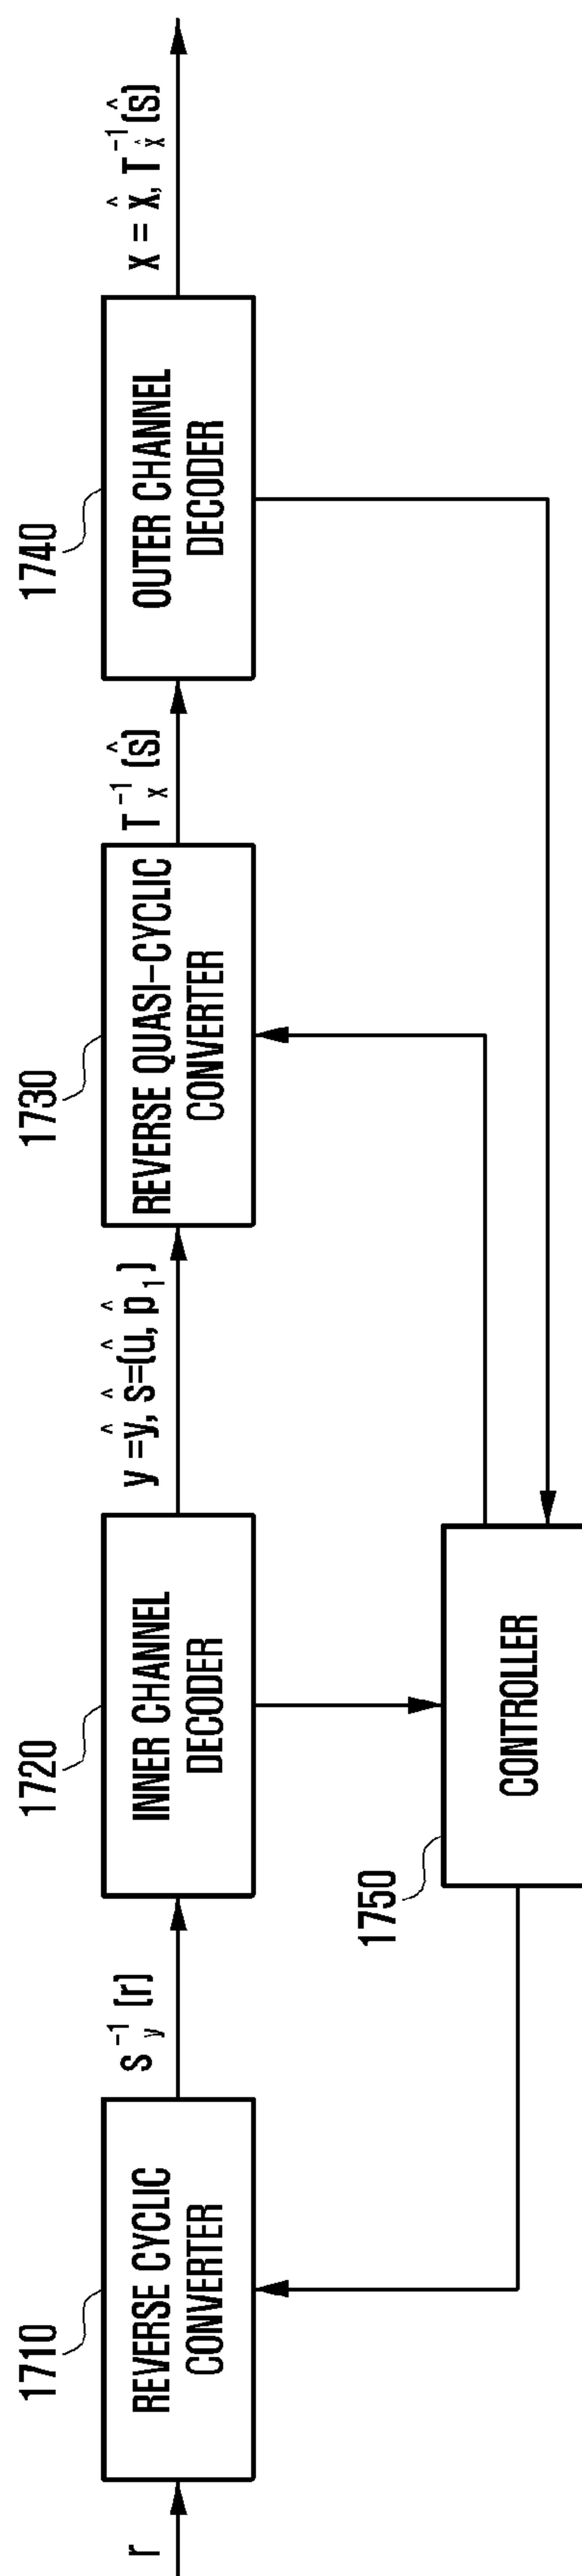 r
1710
REVERSE CYCLIC
CONVERTER
S_y^{-1} (r)
1720
INNER CHANNEL
DECODER
y = ŷ, ŝ=(û, p̂_1)
1730
REVERSE QUASI-CYCLIC
CONVERTER
T_x^{-1} (ŝ)
1740
OUTER CHANNEL
DECODER
x = x̂, T_x̂^{-1} (ŝ)
1750
CONTROLLER